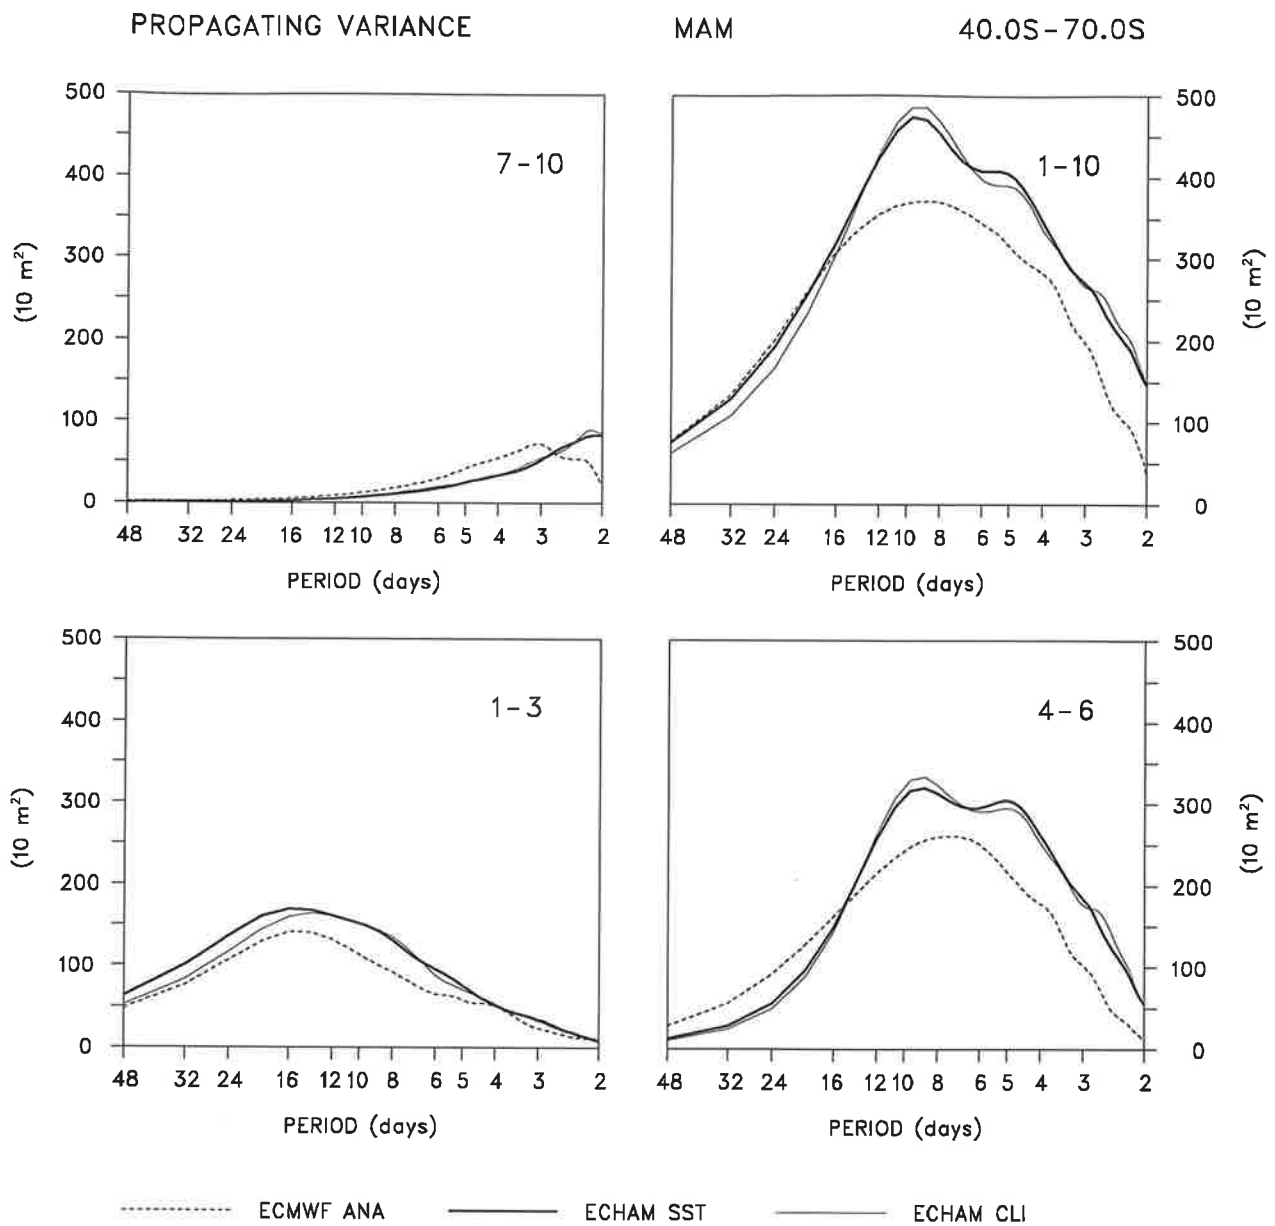 PROPAGATING VARIANCE MAM 40.0S-70.0S
500
400
300
200
100
0
(10 m²)
7-10
48 32 24 16 12 10 8 6 5 4 3 2
PERIOD (days)
1-10
500
400
300
200
100
0
(10 m²)
48 32 24 16 12 10 8 6 5 4 3 2
PERIOD (days)
500
400
300
200
100
0
(10 m²)
1-3
48 32 24 16 12 10 8 6 5 4 3 2
PERIOD (days)
4-6
500
400
300
200
100
0
(10 m²)
48 32 24 16 12 10 8 6 5 4 3 2
PERIOD (days)
ECMWF ANA ECHAM SST ECHAM CLI